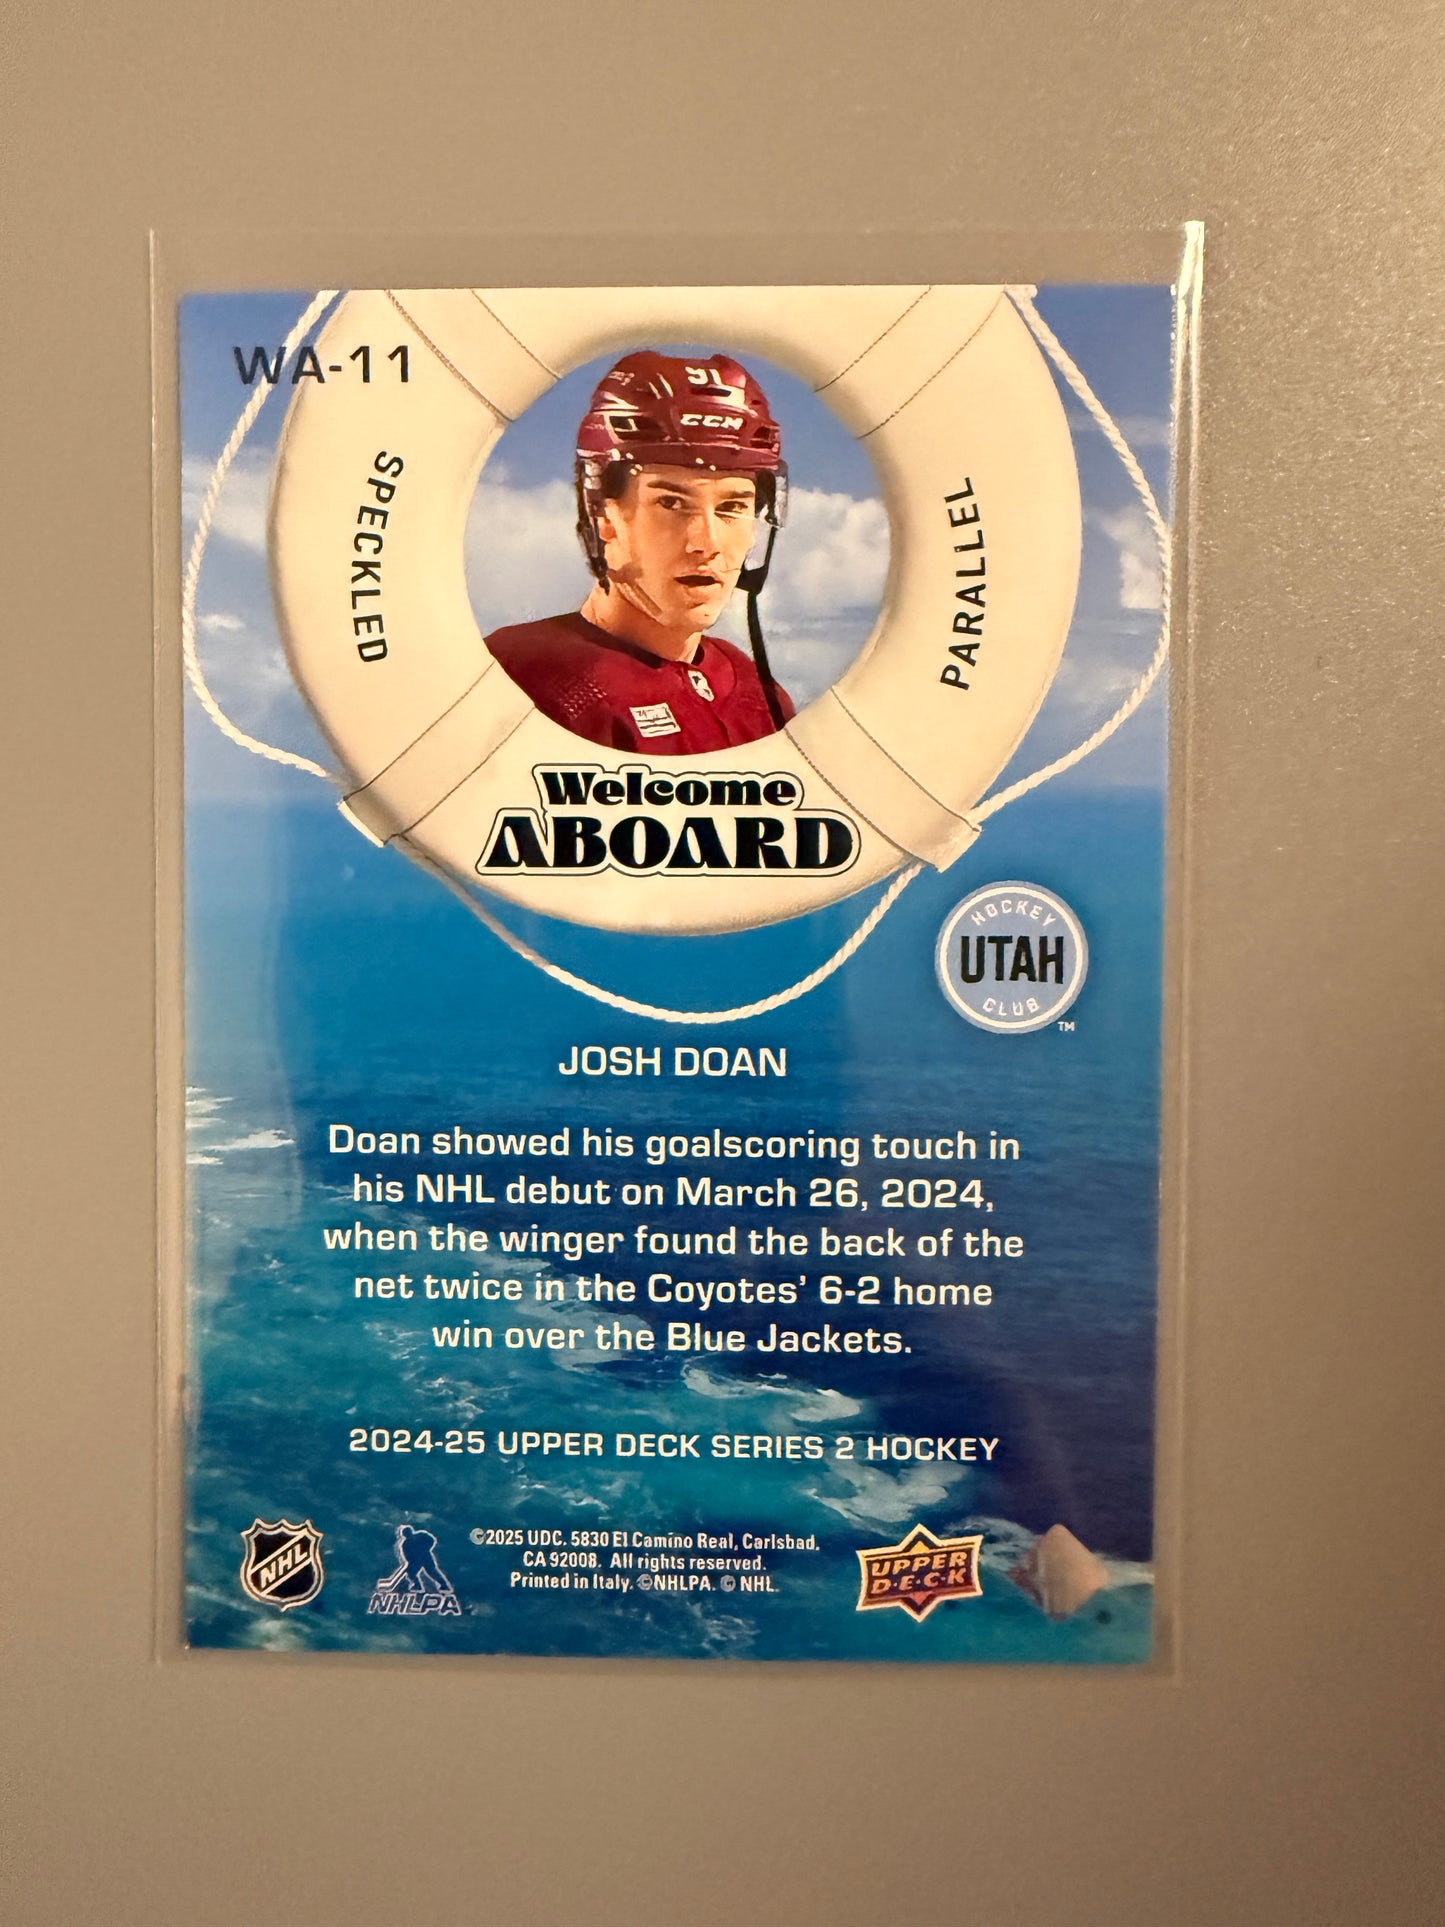 WA-11
91
CCM
SPECKLED
PARALLEL
Welcome
ABOARD
HOCKEY
UTAH
CLUB
TM
JOSH DOAN
Doan showed his goalscoring touch in
his NHL debut on March 26, 2024,
when the winger found the back of the
net twice in the Coyotes' 6-2 home
win over the Blue Jackets.
2024-25 UPPER DECK SERIES 2 HOCKEY
NHL
NHLPA
©2025 UDC. 5830 El Camino Real, Carlsbad,
CA 92008. All rights reserved.
Printed in Italy. ©NHLPA. © NHL.
UPPER
D·E·C·K